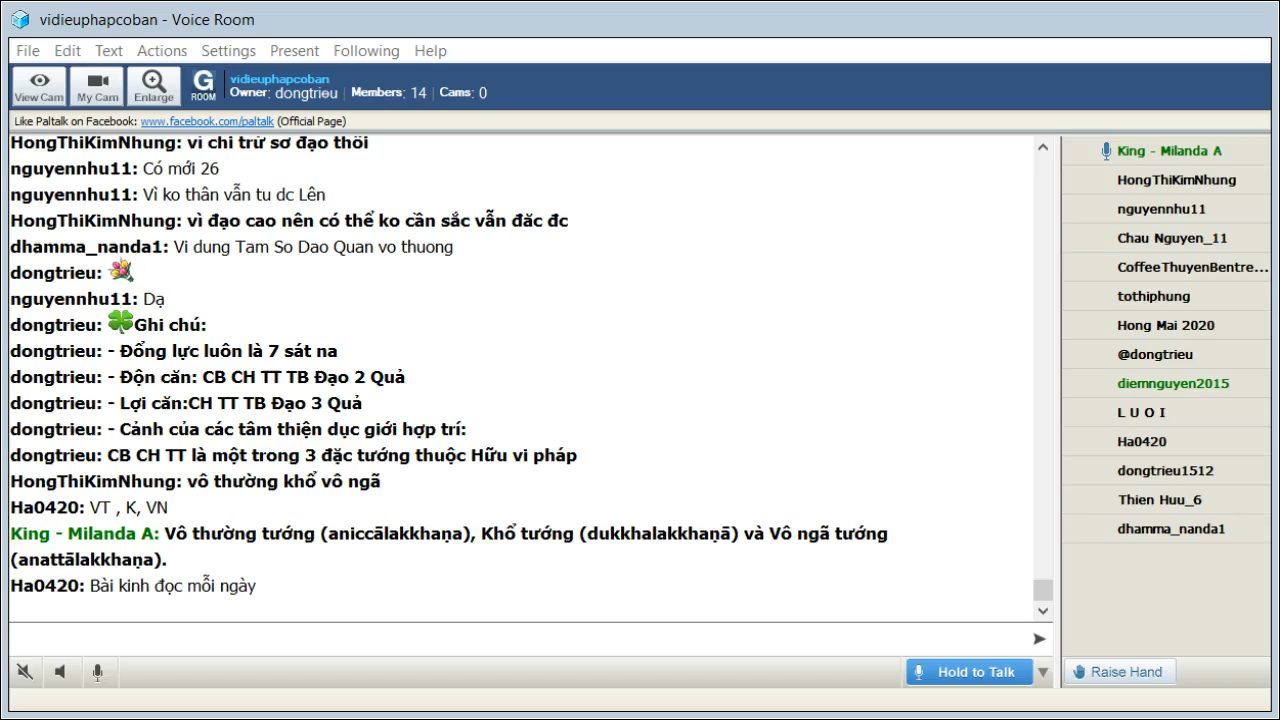 vidieuphapcoban - Voice Room
File Edit Text Actions Settings Present Following Help
View Cam My Cam Enlarge G ROOM
vidieuphapcoban
Owner: dongtrieu | Members: 14 | Cams: 0
Like Paltalk on Facebook: www.facebook.com/paltalk (Official Page)
HongThiKimNhung: vì chỉ trừ sơ đạo thôi
nguyennhu11: Có mới 26
nguyennhu11: Vì ko thân vẫn tu dc Lên
HongThiKimNhung: vì đạo cao nên có thể ko cần sắc vẫn đăc đc
dhamma_nanda1: Vi dung Tam So Dao Quan vo thuong
dongtrieu:
nguyennhu11: Dạ
dongtrieu: 🍀Ghi chú:
dongtrieu: - Đổng lực luôn là 7 sát na
dongtrieu: - Độn căn: CB CH TT TB Đạo 2 Quả
dongtrieu: - Lợi căn:CH TT TB Đạo 3 Quả
dongtrieu: - Cảnh của các tâm thiện dục giới hợp trí:
dongtrieu: CB CH TT là một trong 3 đặc tướng thuộc Hữu vi pháp
HongThiKimNhung: vô thường khổ vô ngã
Ha0420: VT , K, VN
King - Milanda A: Vô thường tướng (aniccālakkhaṇa), Khổ tướng (dukkhalakkhaṇā) và Vô ngã tướng
(anattālakkhaṇa).
Ha0420: Bài kinh đọc mỗi ngày
Hold to Talk
King - Milanda A
HongThiKimNhung
nguyennhu11
Chau Nguyen_11
CoffeeThuyenBentre...
tothiphung
Hong Mai 2020
@dongtrieu
diemnguyen2015
L U O I
Ha0420
dongtrieu1512
Thien Huu_6
dhamma_nanda1
Raise Hand